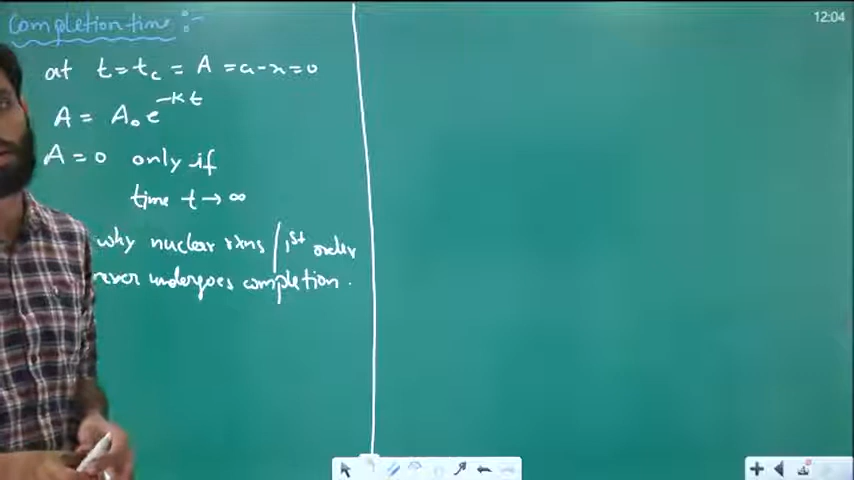 completion time :-
at t = tc = A = a-x = 0
A = A₀ e^-kt
A = 0 only if
time t → ∞
why nuclear rxns / 1st order
never undergoes completion.
12:04